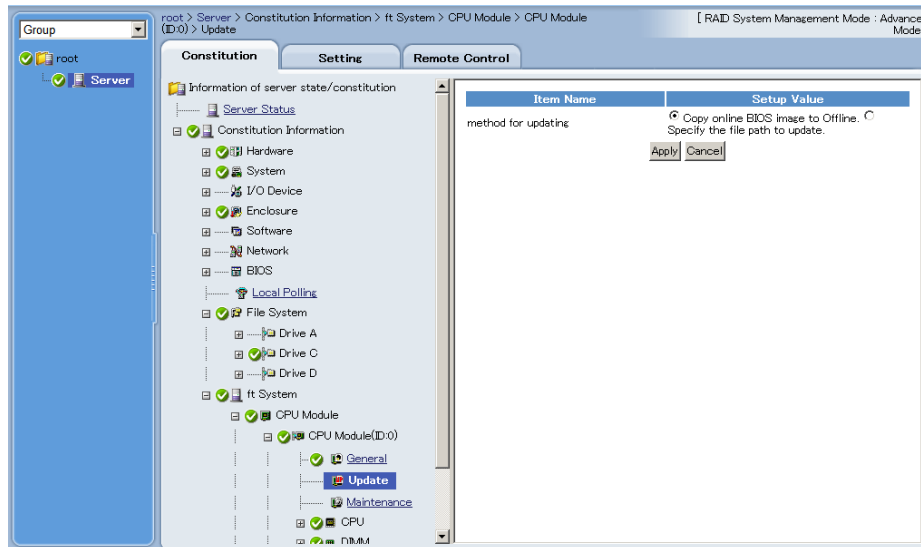 Group
root
Server
root > Server > Constitution Information > ft System > CPU Module > CPU Module
(ID:0) > Update
[ RAID System Management Mode : Advance
Mode
Constitution
Setting
Remote Control
Information of server state/constitution
Server Status
Constitution Information
Hardware
System
I/O Device
Enclosure
Software
Network
BIOS
Local Polling
File System
Drive A
Drive C
Drive D
ft System
CPU Module
CPU Module(ID:0)
General
Update
Maintenance
CPU
DIMM
Item Name
Setup Value
method for updating
Copy online BIOS image to Offline.
Specify the file path to update.
Apply
Cancel